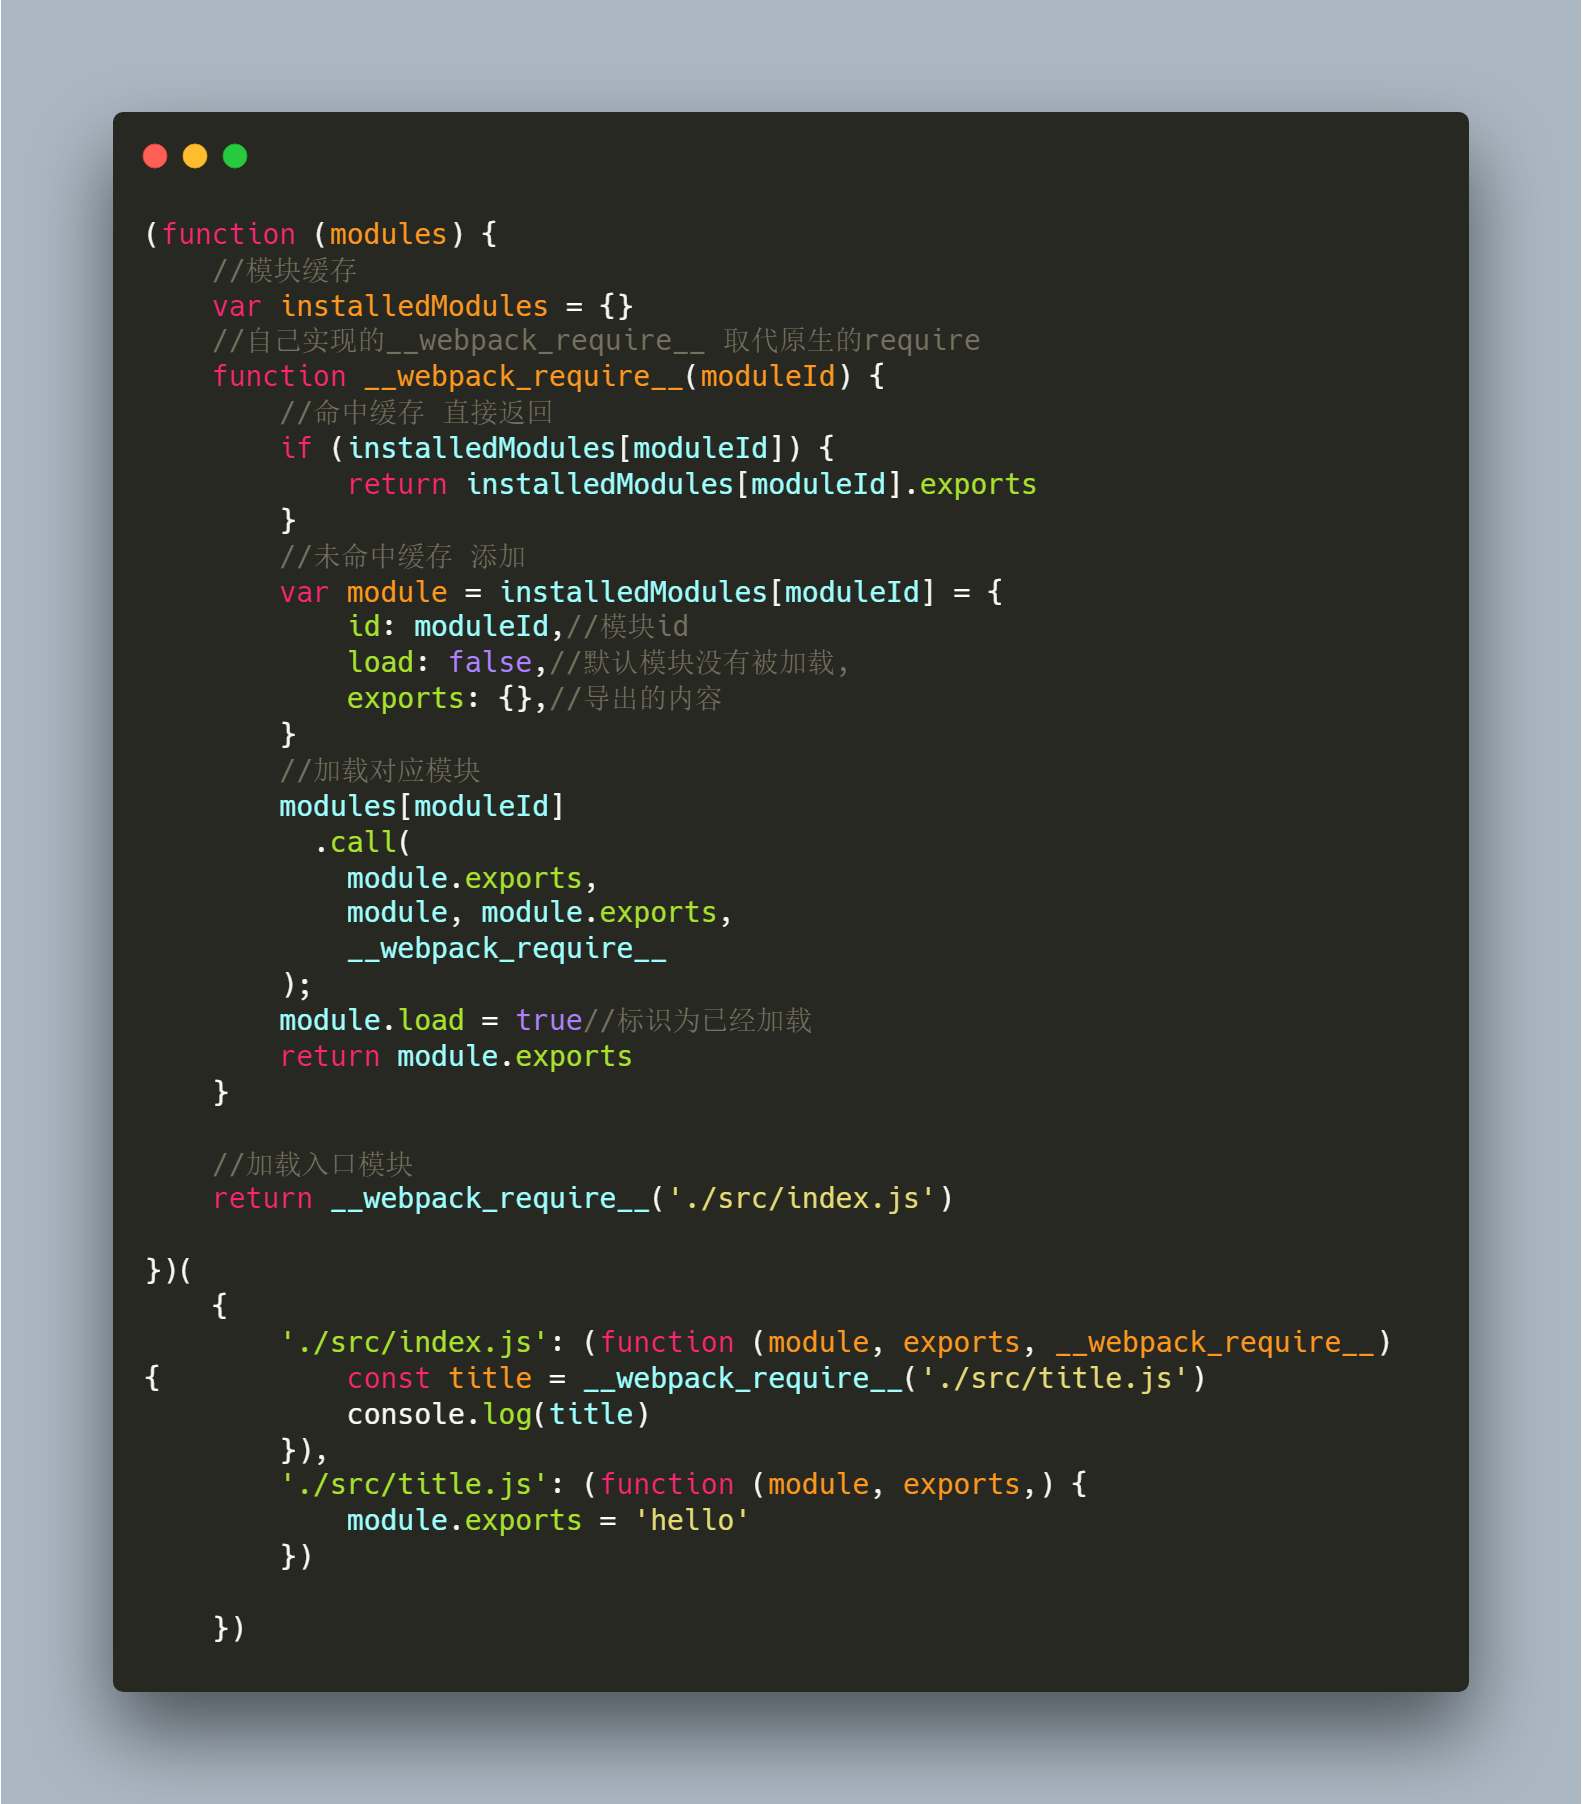 (function (modules) {
    //模块缓存
    var installedModules = {}
    //自己实现的__webpack_require__ 取代原生的require
    function __webpack_require__(moduleId) {
        //命中缓存 直接返回
        if (installedModules[moduleId]) {
            return installedModules[moduleId].exports
        }
        //未命中缓存 添加
        var module = installedModules[moduleId] = {
            id: moduleId,//模块id
            load: false,//默认模块没有被加载,
            exports: {},//导出的内容
        }
        //加载对应模块
        modules[moduleId]
          .call(
            module.exports,
            module, module.exports,
            __webpack_require__
        );
        module.load = true//标识为已经加载
        return module.exports
    }

    //加载入口模块
    return __webpack_require__('./src/index.js')

})(
    {
        './src/index.js': (function (module, exports, __webpack_require__)
{           const title = __webpack_require__('./src/title.js')
            console.log(title)
        }),
        './src/title.js': (function (module, exports,) {
            module.exports = 'hello'
        })

    })